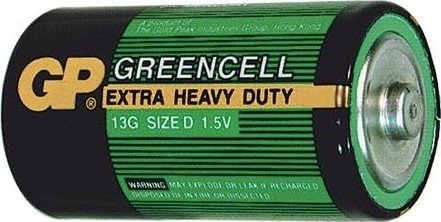 A product of
The Gold Peak Industries Group, Hong Kong
GP®
GREENCELL
EXTRA HEAVY DUTY
13G SIZE D 1.5V
WARNING MAY EXPLODE OR LEAK IF RECHARGED
DISPOSED OF IN FIRE OR DISSECTED